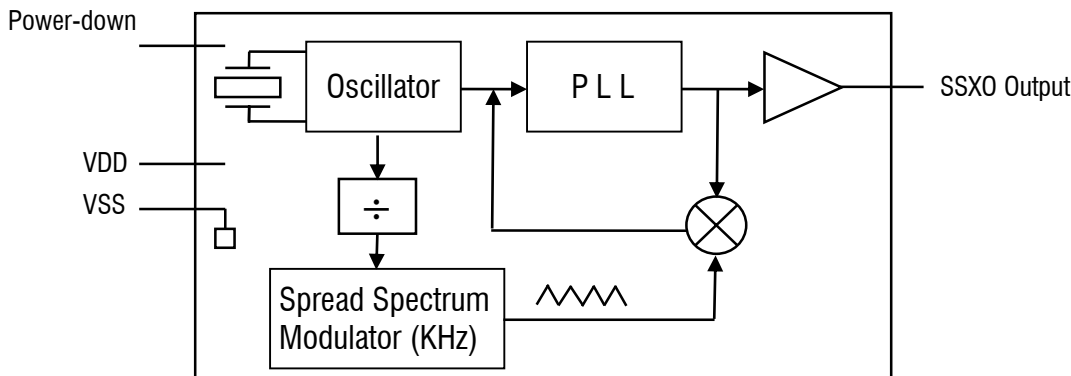 Power-down
Oscillator
P L L
SSXO Output
VDD
VSS
÷
Spread Spectrum
Modulator (KHz)